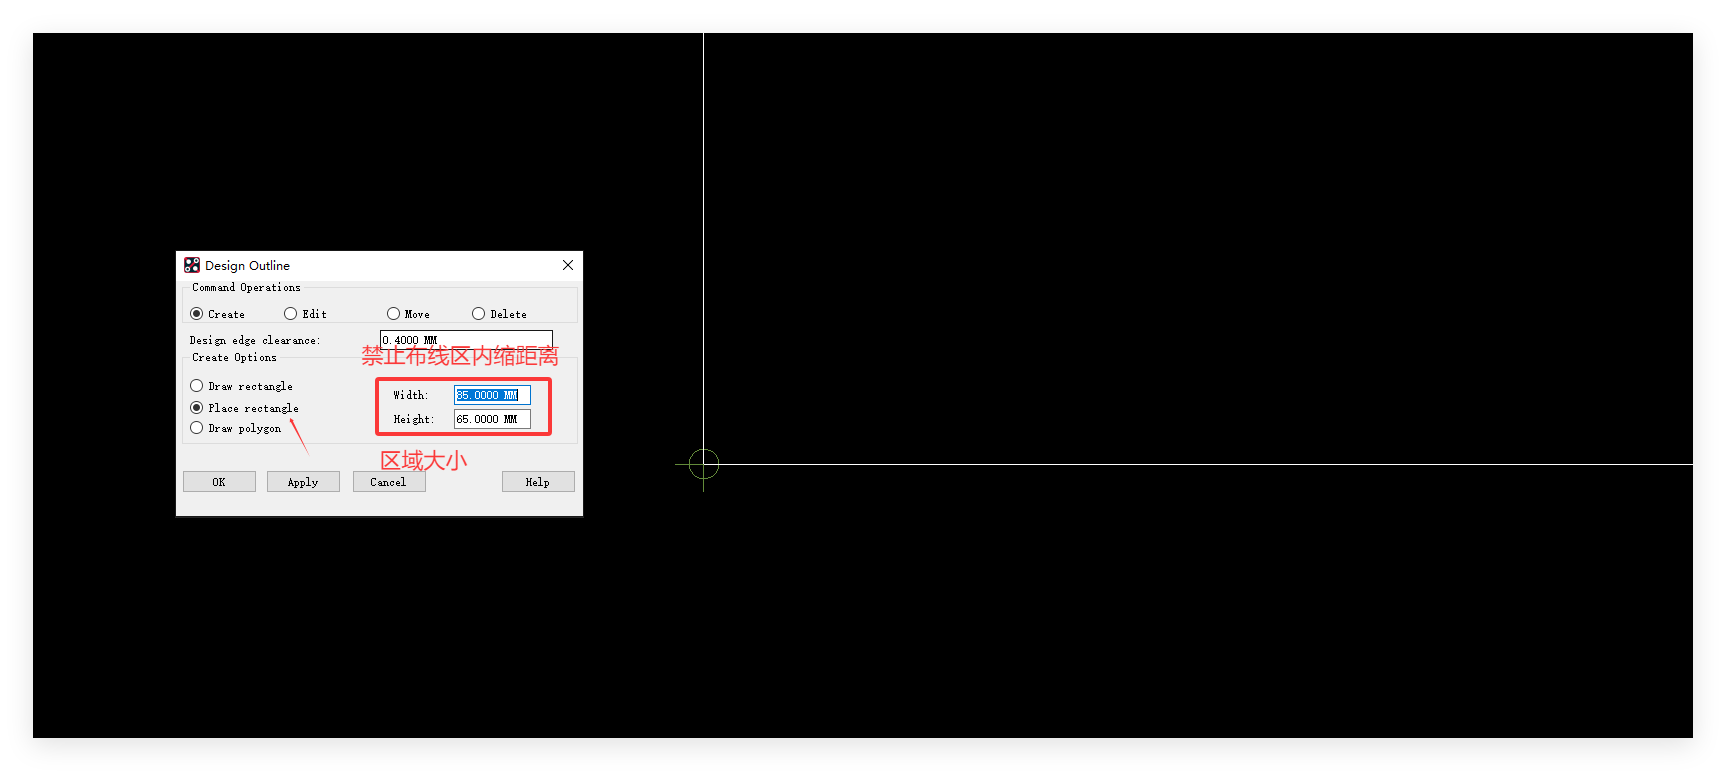 Design Outline
Command Operations
Create Edit Move Delete
Design edge clearance: 0.4000 MM
禁止布线区内缩距离
Create Options
Draw rectangle
Width: 85.0000 MM
Place rectangle
Height: 65.0000 MM
Draw polygon
区域大小
OK Apply Cancel Help